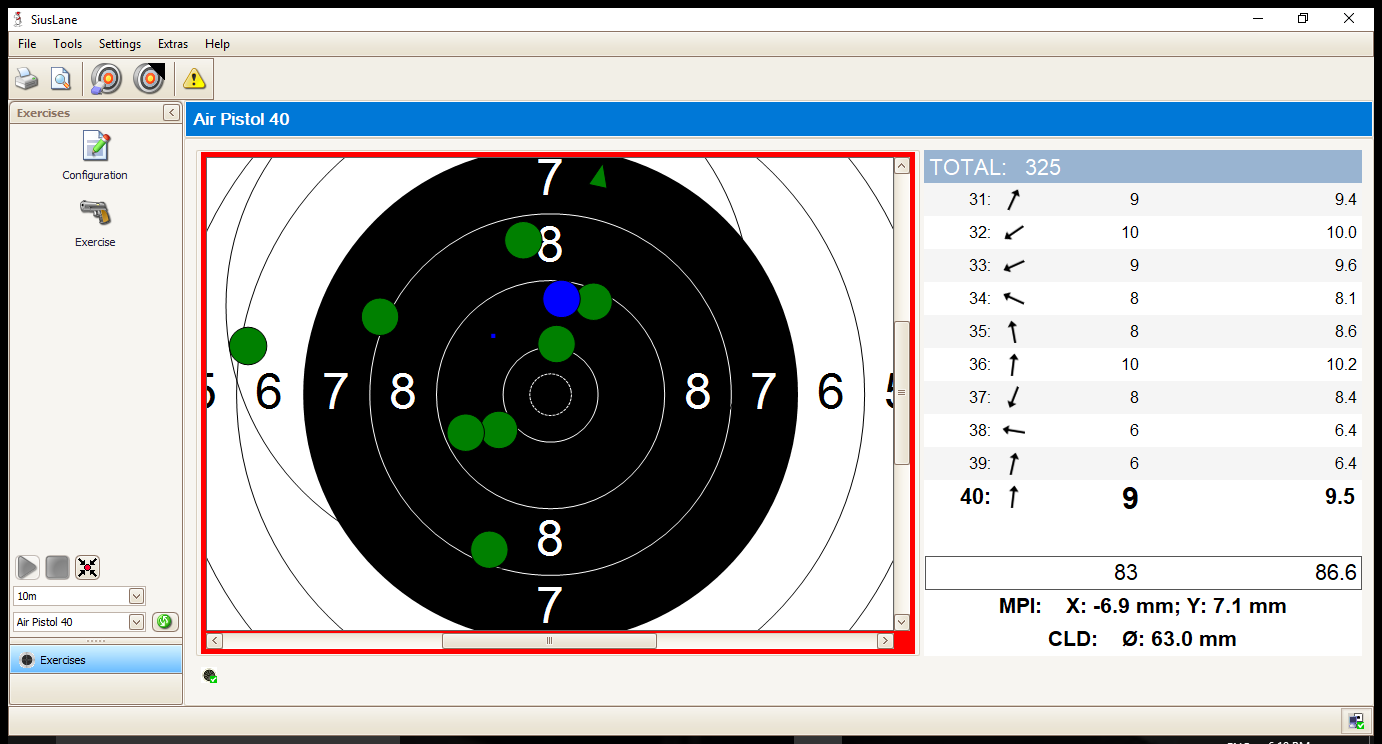 SiusLane
File Tools Settings Extras Help
Exercises
Configuration
Exercise
10m
Air Pistol 40
Exercises
Air Pistol 40
7
8
5 6 7 8 8 7 6 5
8
7
TOTAL: 325
31: 9 9.4
32: 10 10.0
33: 9 9.6
34: 8 8.1
35: 8 8.6
36: 10 10.2
37: 8 8.4
38: 6 6.4
39: 6 6.4
40: 9 9.5
83 86.6
MPI: X: -6.9 mm; Y: 7.1 mm
CLD: Ø: 63.0 mm